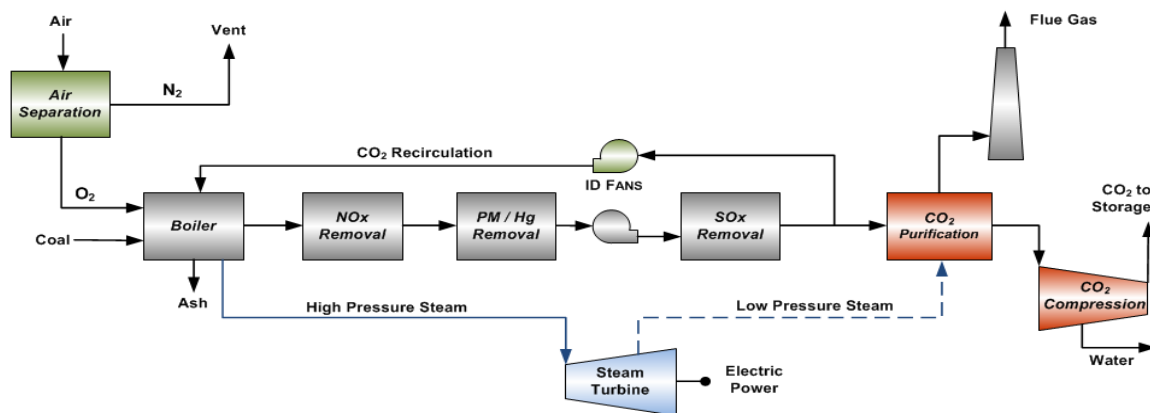 Air
Vent
Flue Gas
Air
Separation
N₂
CO₂ Recirculation
ID FANS
CO₂ to
Storage
O₂
Coal
Boiler
NOx
Removal
PM / Hg
Removal
SOx
Removal
CO₂
Purification
CO₂
Compression
Ash
High Pressure Steam
Low Pressure Steam
Water
Steam
Turbine
Electric
Power